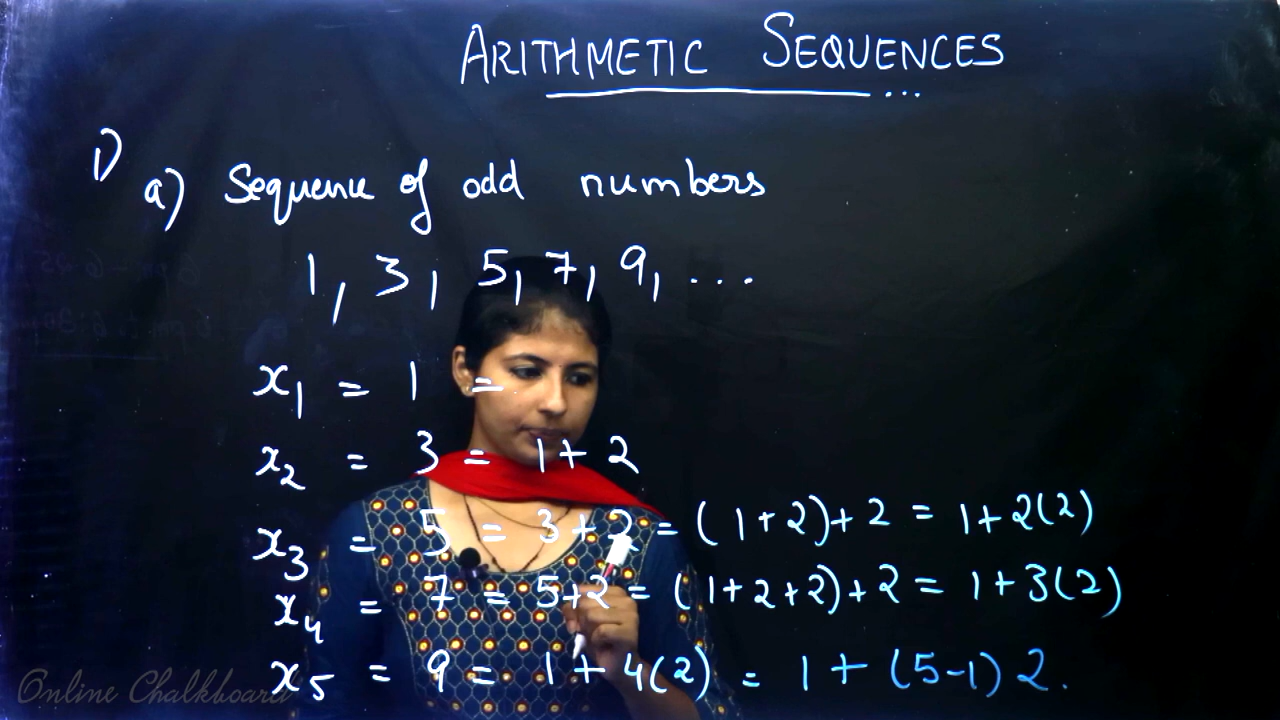 ARITHMETIC SEQUENCES ...
1) a) Sequence of odd numbers
1, 3, 5, 7, 9, ...
x₁ = 1 =
x₂ = 3 = 1 + 2
x₃ = 5 = 3 + 2 = (1+2)+2 = 1+2(2)
x₄ = 7 = 5+2 = (1+2+2)+2 = 1+3(2)
x₅ = 9 = 1 + 4(2) = 1 + (5-1) 2.
Online Chalkboard